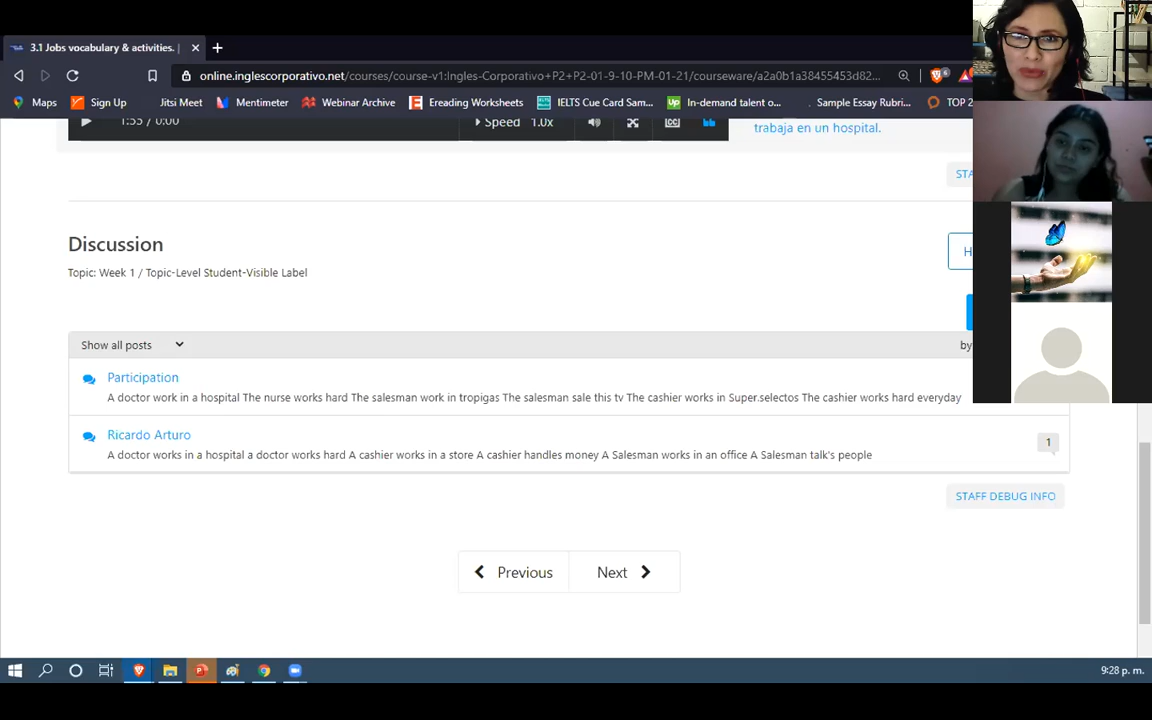 3.1 Jobs vocabulary & activities. |
online.inglescorporativo.net/courses/course-v1:Ingles-Corporativo+P2+P2-01-9-10-PM-01-21/courseware/a2a0b1a38455453d82...
Maps Sign Up Jitsi Meet Mentimeter Webinar Archive Ereading Worksheets IELTS Cue Card Sam... In-demand talent o... Sample Essay Rubri... TOP 2
1:55 / 0:00 Speed 1.0x
trabaja en un hospital.
STA
Discussion
H
Topic: Week 1 / Topic-Level Student-Visible Label
Show all posts by
Participation
A doctor work in a hospital The nurse works hard The salesman work in tropigas The salesman sale this tv The cashier works in Super.selectos The cashier works hard everyday
Ricardo Arturo
1
A doctor works in a hospital a doctor works hard A cashier works in a store A cashier handles money A Salesman works in an office A Salesman talk's people
STAFF DEBUG INFO
Previous Next
9:28 p. m.